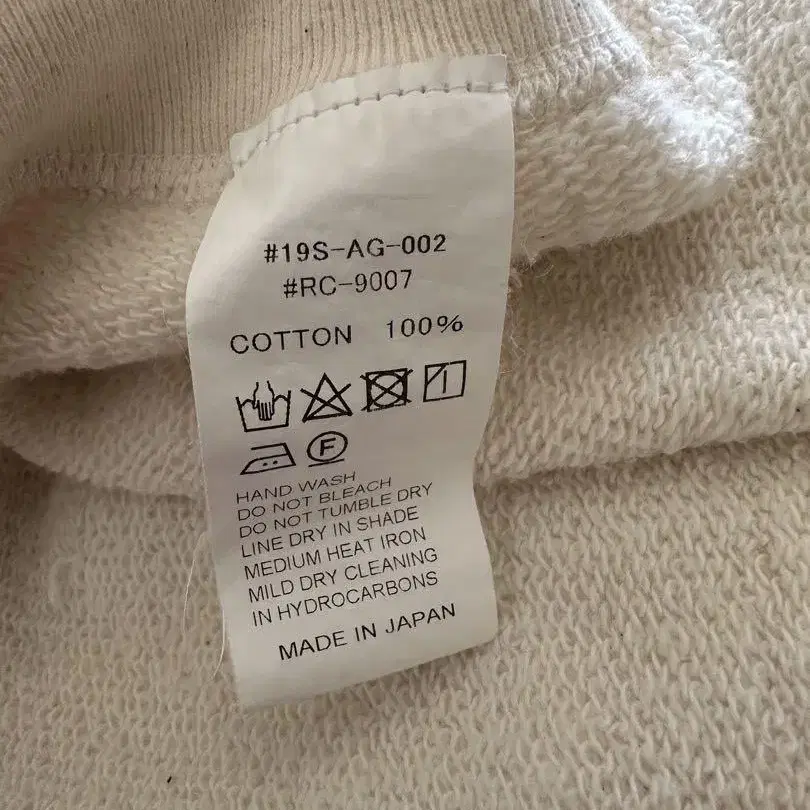 #19S-AG-002
#RC-9007
COTTON 100%
F
HAND WASH
DO NOT BLEACH
DO NOT TUMBLE DRY
LINE DRY IN SHADE
MEDIUM HEAT IRON
MILD DRY CLEANING
IN HYDROCARBONS
MADE IN JAPAN